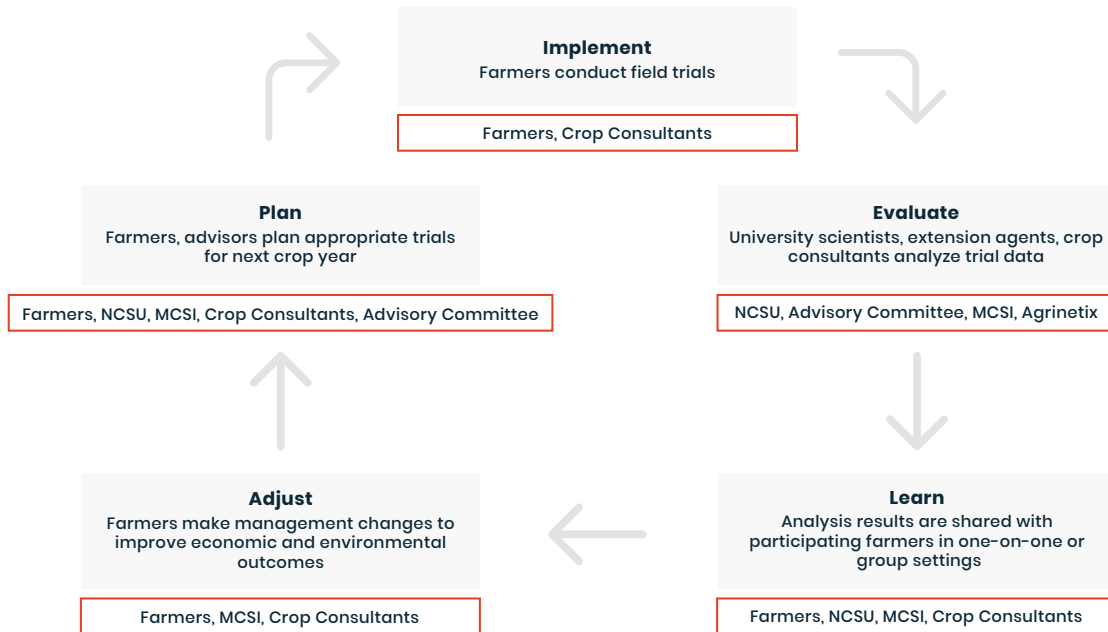 Implement
Farmers conduct field trials
Farmers, Crop Consultants
Plan
Farmers, advisors plan appropriate trials
for next crop year
Farmers, NCSU, MCSI, Crop Consultants, Advisory Committee
Evaluate
University scientists, extension agents, crop
consultants analyze trial data
NCSU, Advisory Committee, MCSI, Agrinetix
Adjust
Farmers make management changes to
improve economic and environmental
outcomes
Farmers, MCSI, Crop Consultants
Learn
Analysis results are shared with
participating farmers in one-on-one or
group settings
Farmers, NCSU, MCSI, Crop Consultants